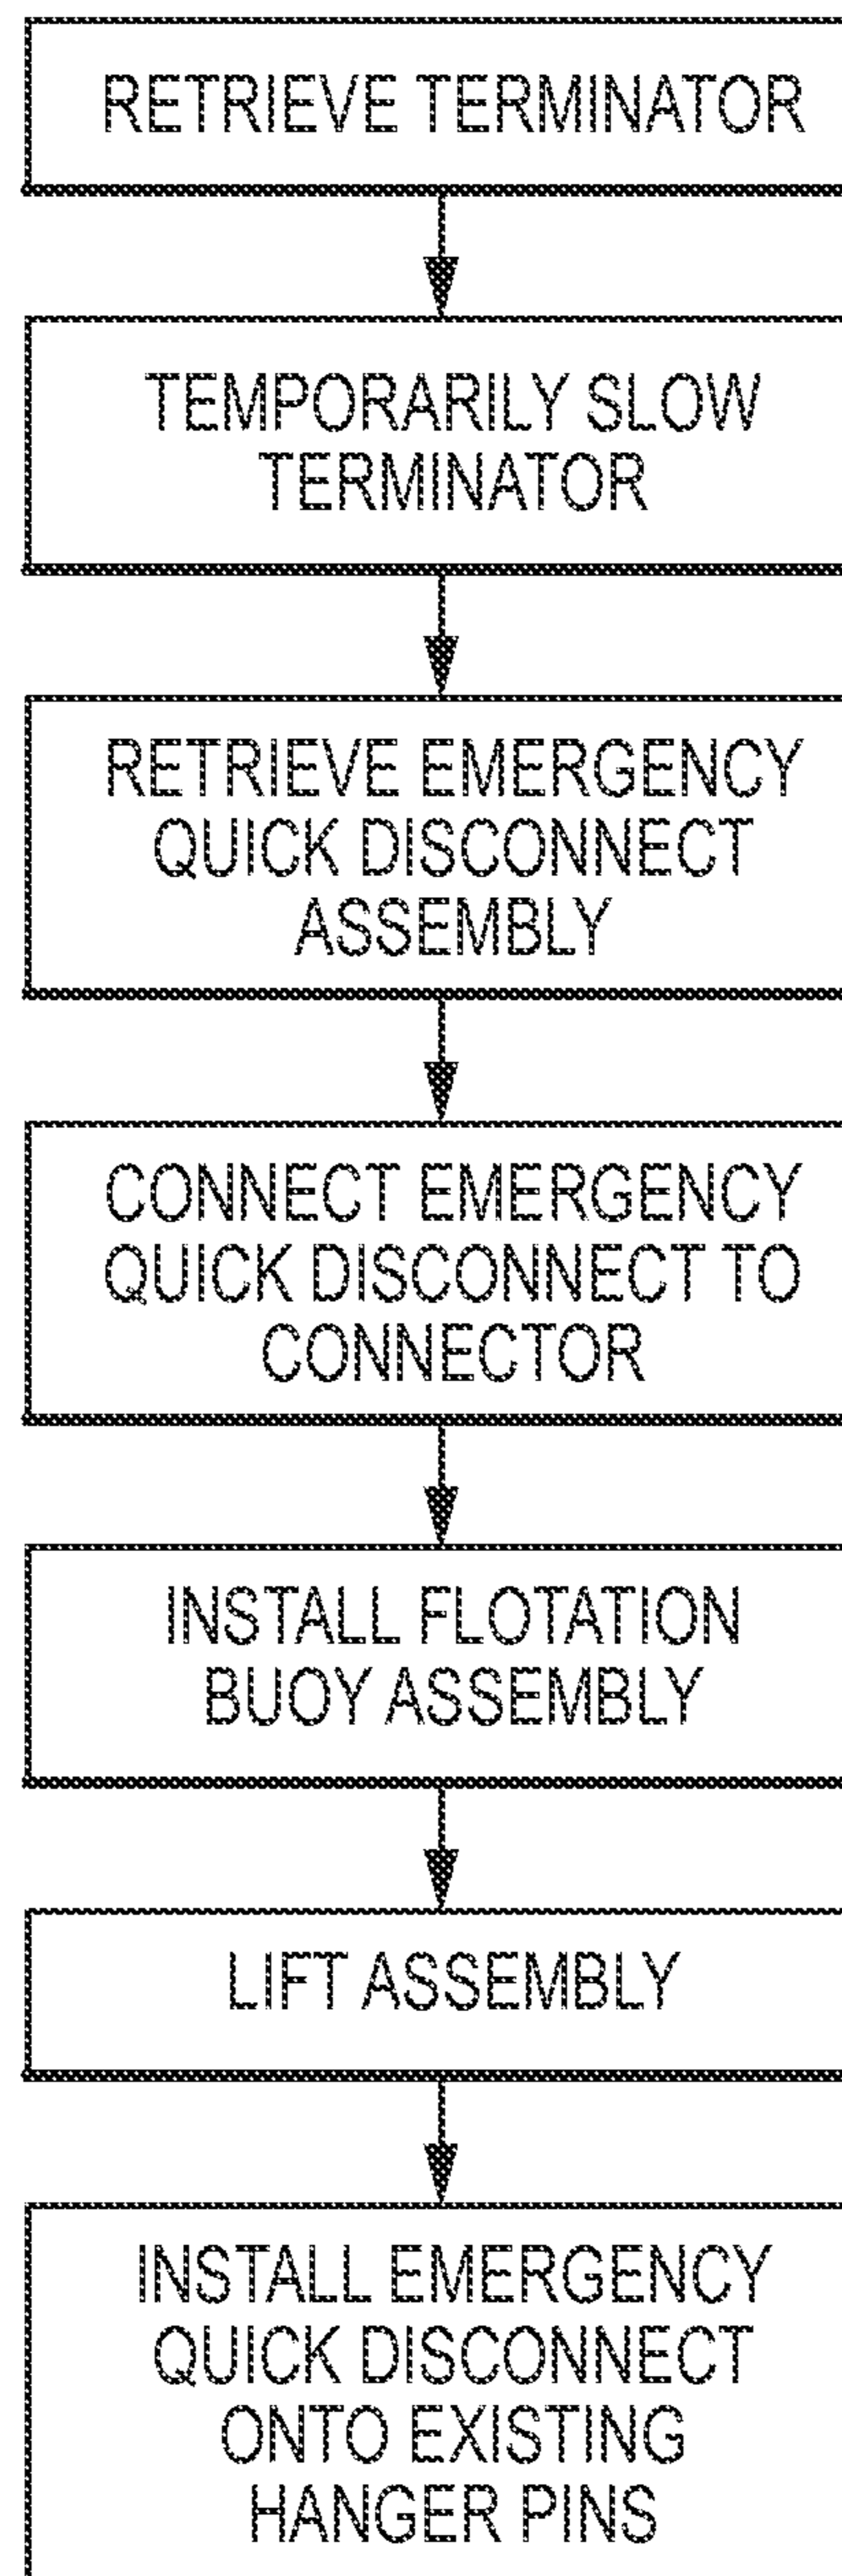 RETRIEVE TERMINATOR
TEMPORARILY SLOW
TERMINATOR
RETRIEVE EMERGENCY
QUICK DISCONNECT
ASSEMBLY
CONNECT EMERGENCY
QUICK DISCONNECT TO
CONNECTOR
INSTALL FLOTATION
BUOY ASSEMBLY
LIFT ASSEMBLY
INSTALL EMERGENCY
QUICK DISCONNECT
ONTO EXISTING
HANGER PINS